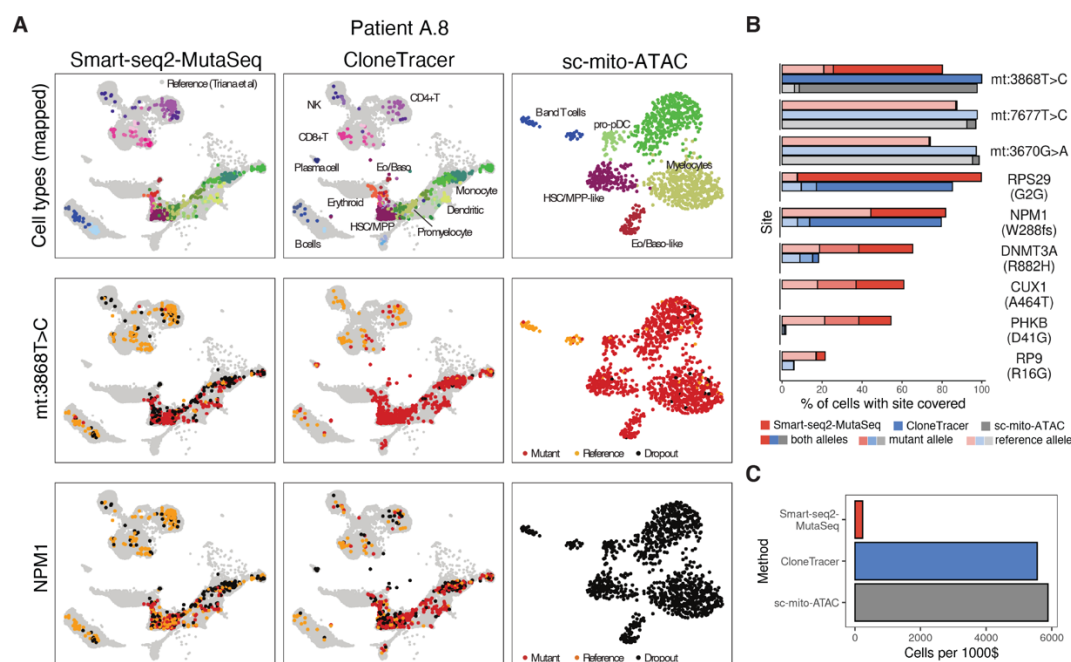 A
Patient A.8
Smart-seq2-MutaSeq
CloneTracer
sc-mito-ATAC
Cell types (mapped)
Reference (Triana et al)
NK
CD4+T
CD8+T
Plasma cell
Eo/Baso
Erythroid
Monocyte
HSC/MPP
Dendritic
B cells
Promyelocyte
B and T cells
pro-pDC
Myelocytes
HSC/MPP-like
Eo/Baso-like
mt:3868T>C
Mutant Reference Dropout
NPM1
Mutant Reference Dropout
B
Site
mt:3868T>C
mt:7677T>C
mt:3670G>A
RPS29
(G2G)
NPM1
(W288fs)
DNMT3A
(R882H)
CUX1
(A464T)
PHKB
(D41G)
RP9
(R16G)
0 20 40 60 80 100
% of cells with site covered
Smart-seq2-MutaSeq CloneTracer sc-mito-ATAC
both alleles mutant allele reference allele
C
Method
Smart-seq2-
MutaSeq
CloneTracer
sc-mito-ATAC
0 2000 4000 6000
Cells per 1000$